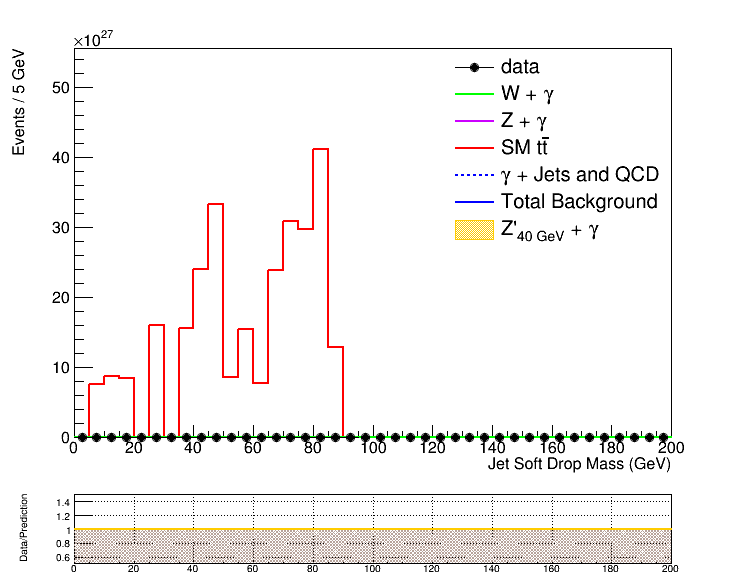 ×10^27
Events / 5 GeV
50
40
30
20
10
0
0 20 40 60 80 100 120 140 160 180 200
Jet Soft Drop Mass (GeV)
data
W + γ
Z + γ
SM tt̄
γ + Jets and QCD
Total Background
Z'40 GeV + γ
Data/Prediction
1.4
1.2
1
0.8
0.6
0 20 40 60 80 100 120 140 160 180 200